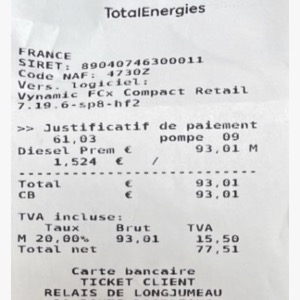 TotalEnergies
FRANCE
SIRET: 89040746300011
Code NAF: 4730Z
Vers. logiciel:
Vynamic FCx Compact Retail
7.19.6-sp8-hf2
>> Justificatif de paiement
61,03 pompe 09
Diesel Prem € 93,01 M
1,524 € /
--------------------------------
Total € 93,01
CB € 93,01
TVA incluse:
Taux Brut TVA
M 20,00% 93,01 15,50
Total net 77,51
Carte bancaire
TICKET CLIENT
RELAIS DE LONGJUMEAU